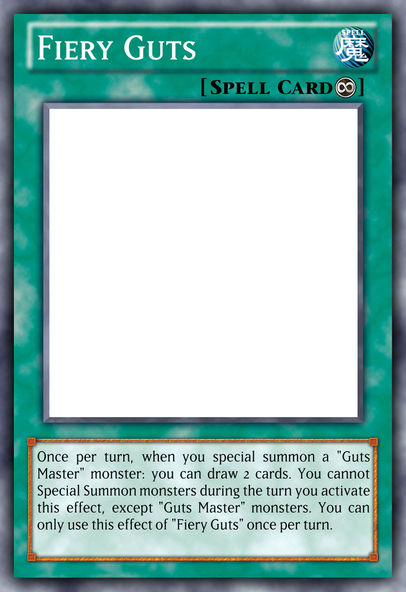 Fiery Guts
SPELL
魔
[Spell Card]
Once per turn, when you special summon a "Guts
Master" monster: you can draw 2 cards. You cannot
Special Summon monsters during the turn you activate
this effect, except "Guts Master" monsters. You can
only use this effect of "Fiery Guts" once per turn.